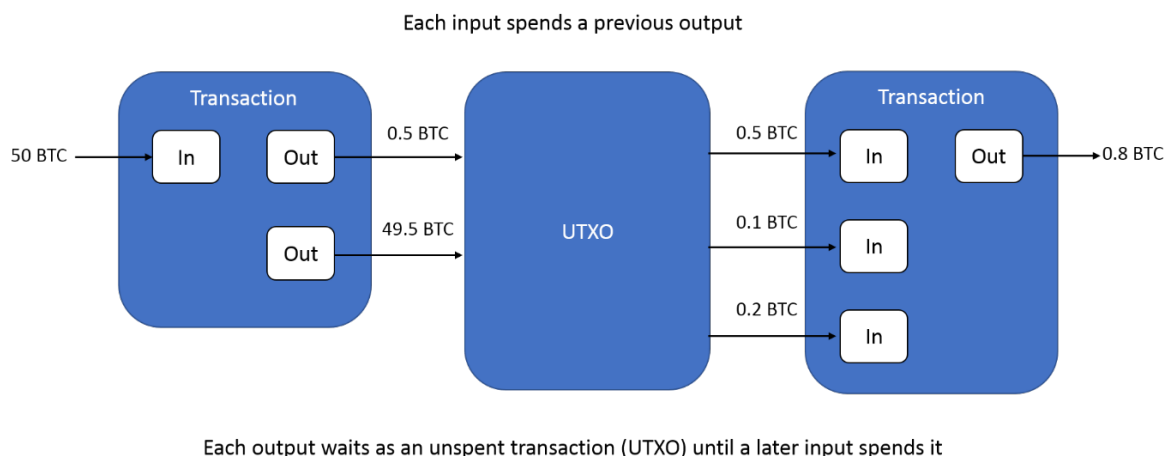 Each input spends a previous output
Transaction
Transaction
50 BTC
In
Out
0.5 BTC
0.5 BTC
In
Out
0.8 BTC
Out
49.5 BTC
UTXO
0.1 BTC
In
0.2 BTC
In
Each output waits as an unspent transaction (UTXO) until a later input spends it